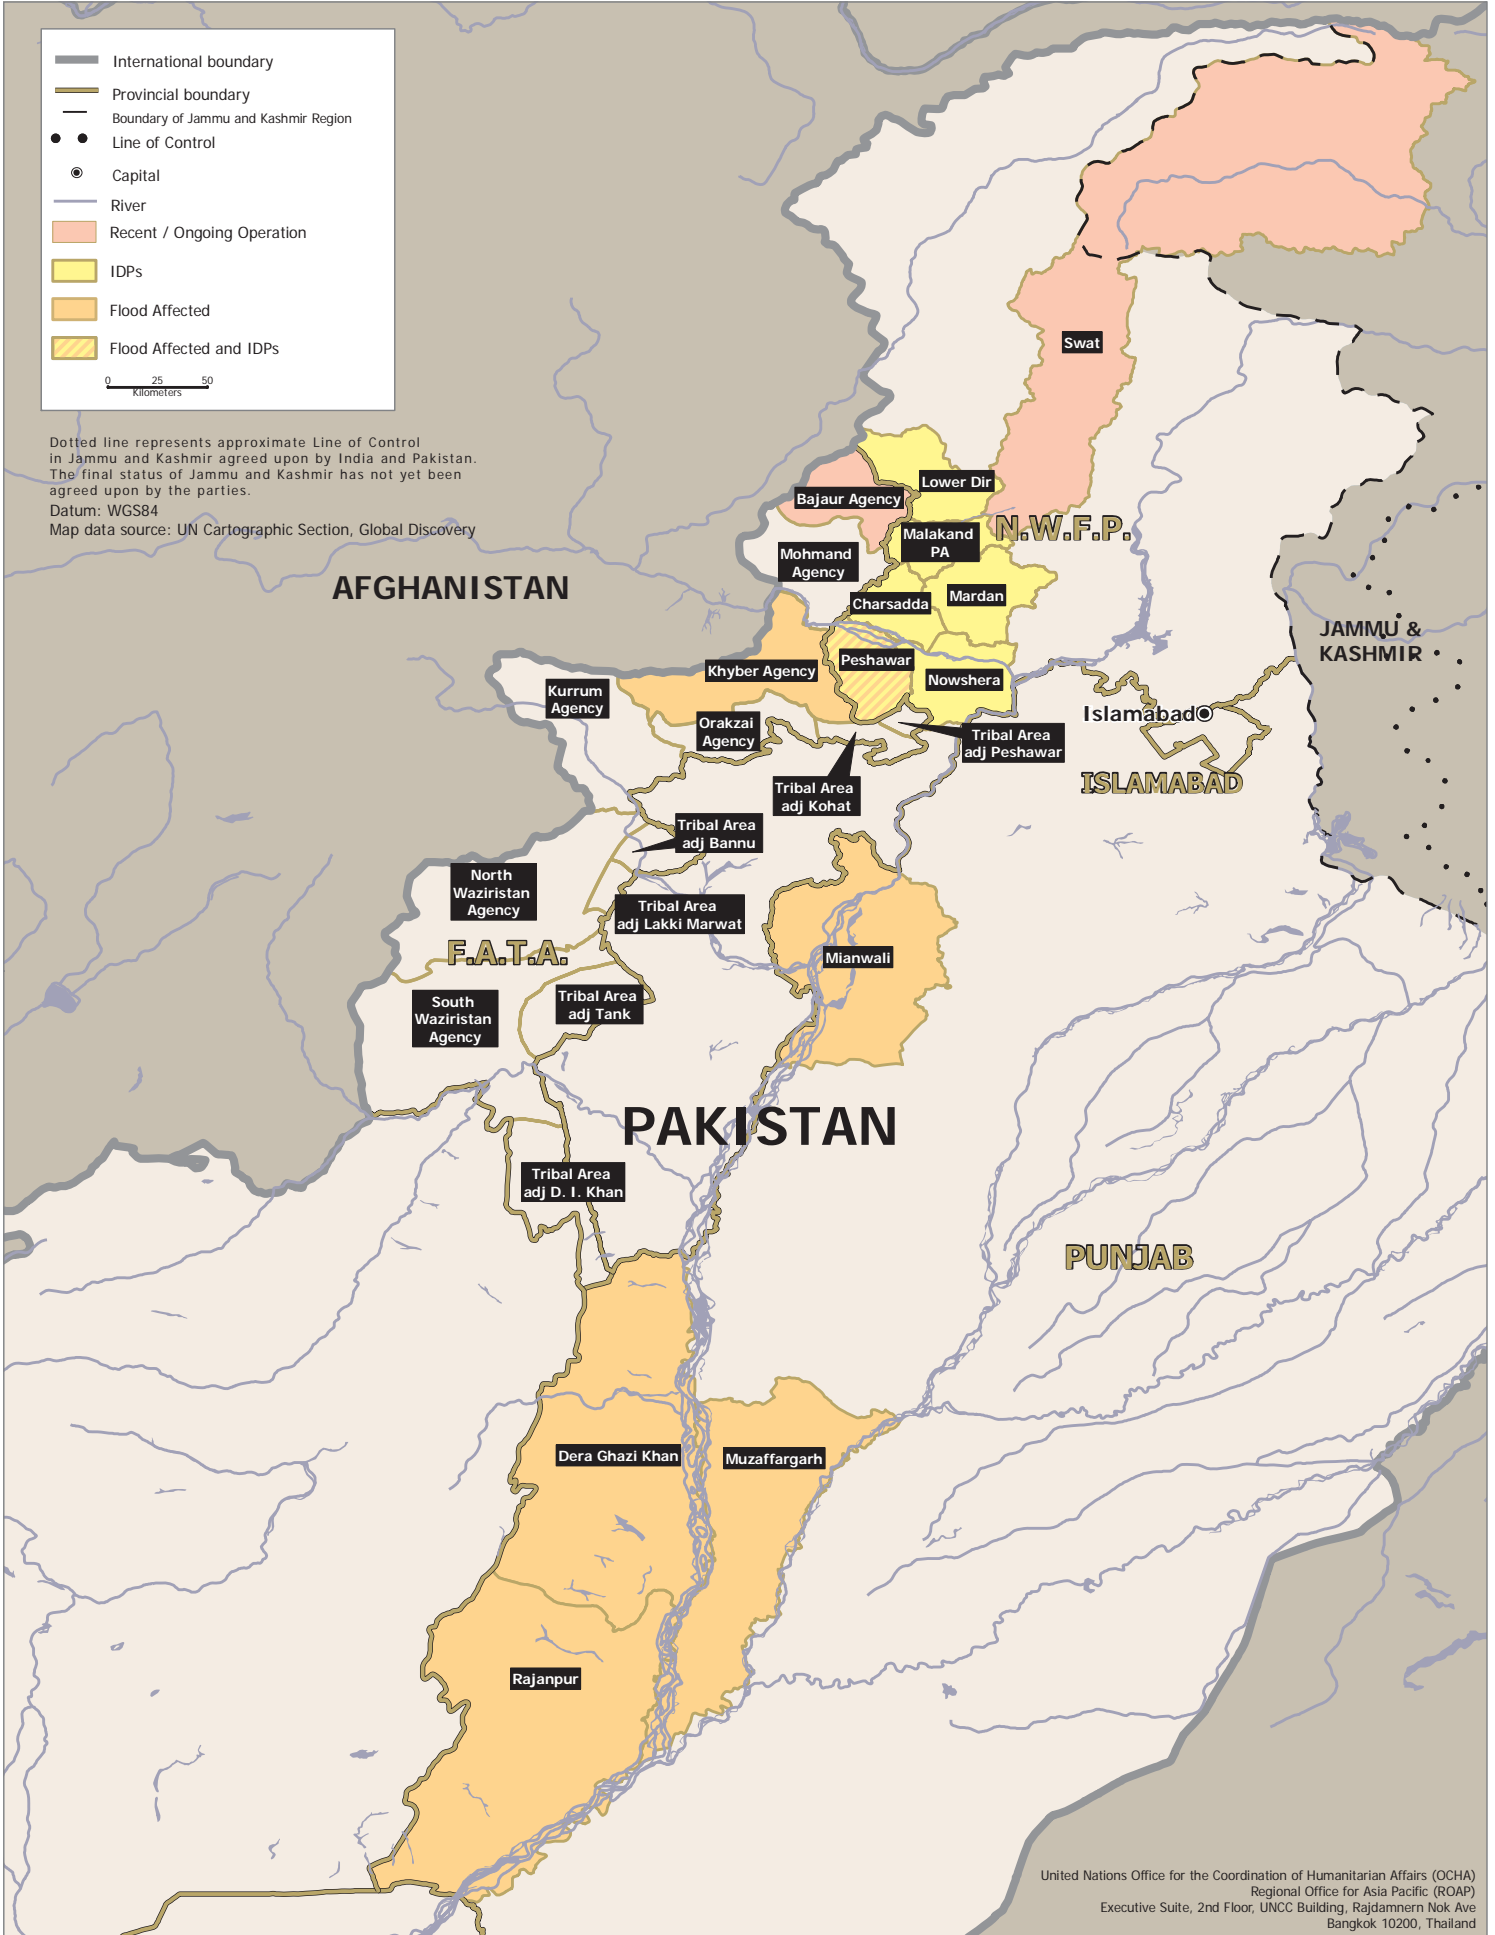 International boundary
Provincial boundary
Boundary of Jammu and Kashmir Region
Line of Control
Capital
River
Recent / Ongoing Operation
IDPs
Flood Affected
Flood Affected and IDPs
0 25 50
Kilometers
Dotted line represents approximate Line of Control
in Jammu and Kashmir agreed upon by India and Pakistan.
The final status of Jammu and Kashmir has not yet been
agreed upon by the parties.
Datum: WGS84
Map data source: UN Cartographic Section, Global Discovery
Swat
Lower Dir
Bajaur Agency
N.W.F.P.
Malakand
PA
Mohmand
Agency
AFGHANISTAN
Mardan
Charsadda
JAMMU &
KASHMIR
Peshawar
Khyber Agency
Nowshera
Kurrum
Agency
Islamabad
Orakzai
Agency
Tribal Area
adj Peshawar
ISLAMABAD
Tribal Area
adj Kohat
Tribal Area
adj Bannu
North
Waziristan
Agency
Tribal Area
adj Lakki Marwat
F.A.T.A.
Mianwali
South
Waziristan
Agency
Tribal Area
adj Tank
PAKISTAN
Tribal Area
adj D. I. Khan
PUNJAB
Dera Ghazi Khan
Muzaffargarh
Rajanpur
United Nations Office for the Coordination of Humanitarian Affairs (OCHA)
Regional Office for Asia Pacific (ROAP)
Executive Suite, 2nd Floor, UNCC Building, Rajdamnern Nok Ave
Bangkok 10200, Thailand